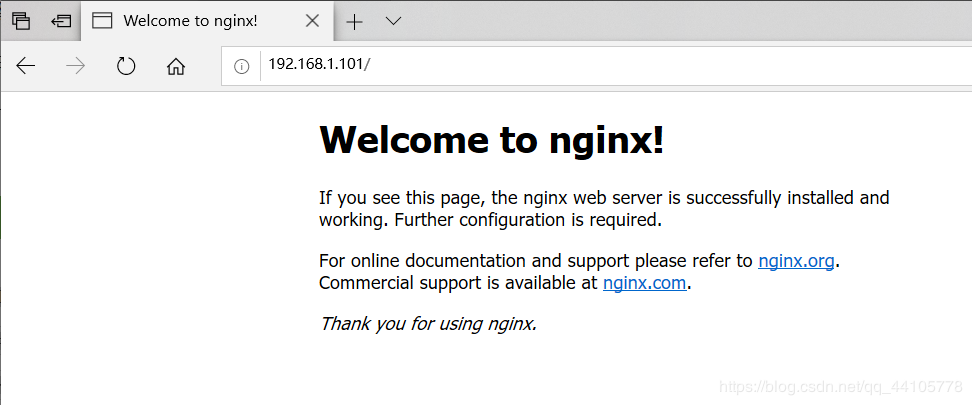 Welcome to nginx!
192.168.1.101/
Welcome to nginx!
If you see this page, the nginx web server is successfully installed and
working. Further configuration is required.
For online documentation and support please refer to nginx.org.
Commercial support is available at nginx.com.
Thank you for using nginx.
https://blog.csdn.net/qq_44105778